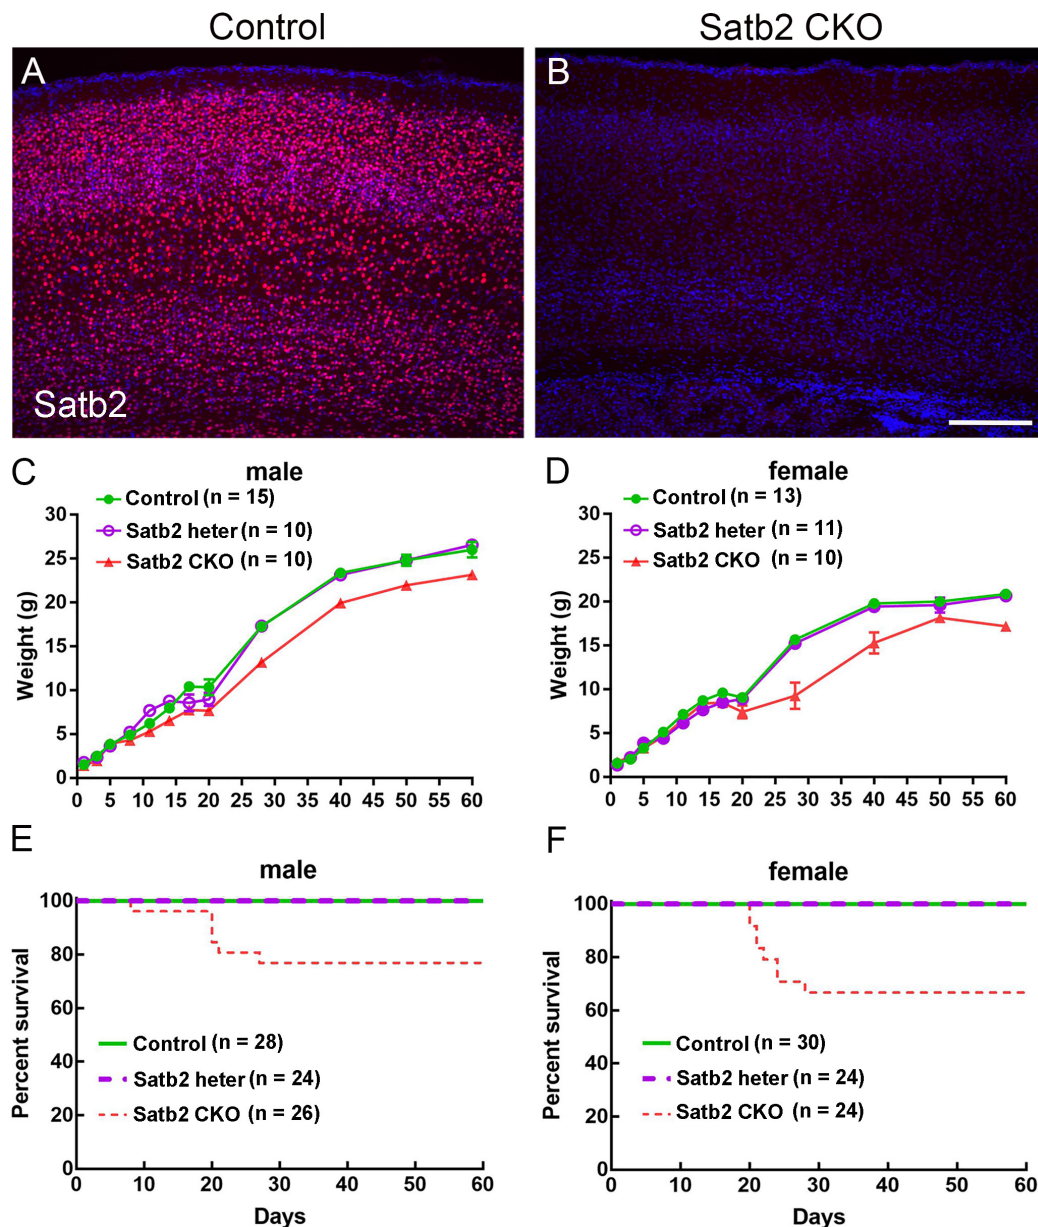 Control
Satb2 CKO
A
B
Satb2
C
male
Control (n = 15)
Satb2 heter (n = 10)
Satb2 CKO (n = 10)
Weight (g)
30
25
20
15
10
5
0
0 5 10 15 20 25 30 35 40 45 50 55 60
D
female
Control (n = 13)
Satb2 heter (n = 11)
Satb2 CKO (n = 10)
Weight (g)
30
25
20
15
10
5
0
0 5 10 15 20 25 30 35 40 45 50 55 60
E
male
Percent survival
100
80
60
40
20
0
Control (n = 28)
Satb2 heter (n = 24)
Satb2 CKO (n = 26)
0 10 20 30 40 50 60
Days
F
female
Percent survival
100
80
60
40
20
0
Control (n = 30)
Satb2 heter (n = 24)
Satb2 CKO (n = 24)
0 10 20 30 40 50 60
Days